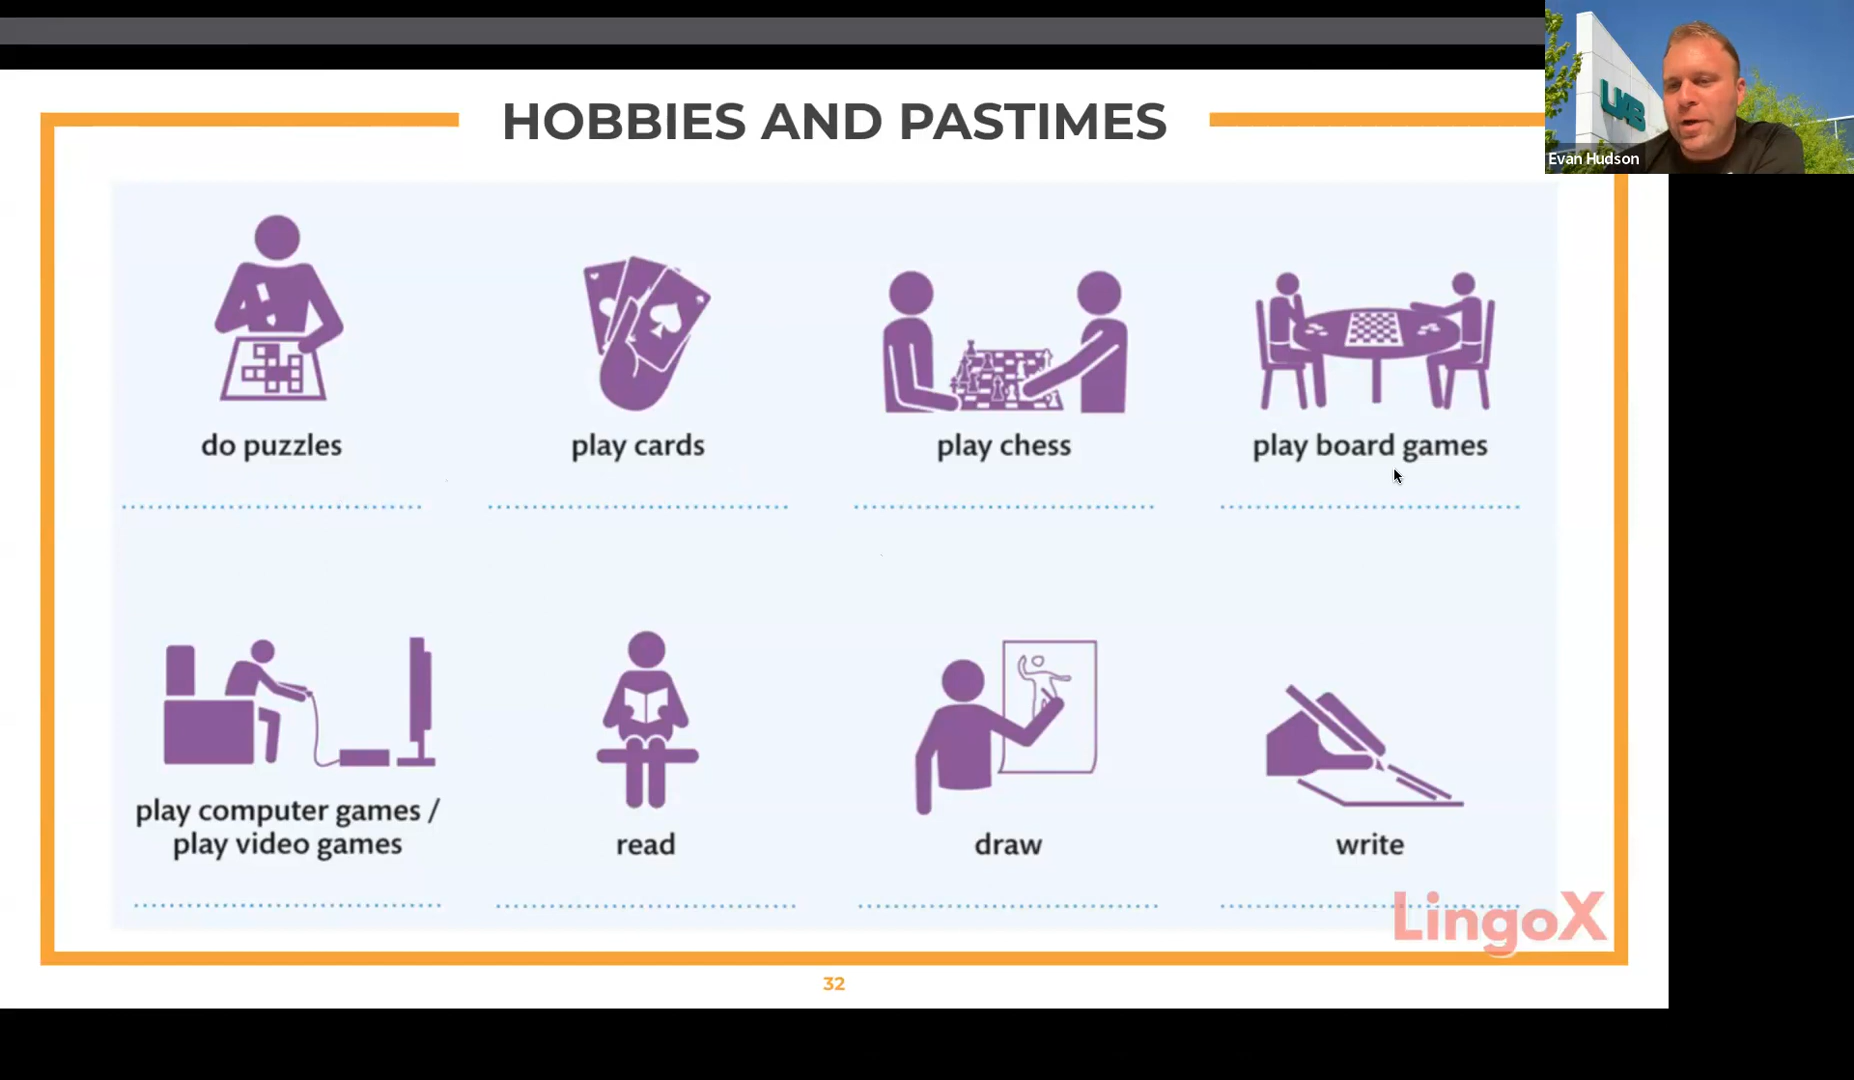 HOBBIES AND PASTIMES
UAB
Evan Hudson
do puzzles
play cards
play chess
play board games
play computer games /
play video games
read
draw
write
LingoX
32